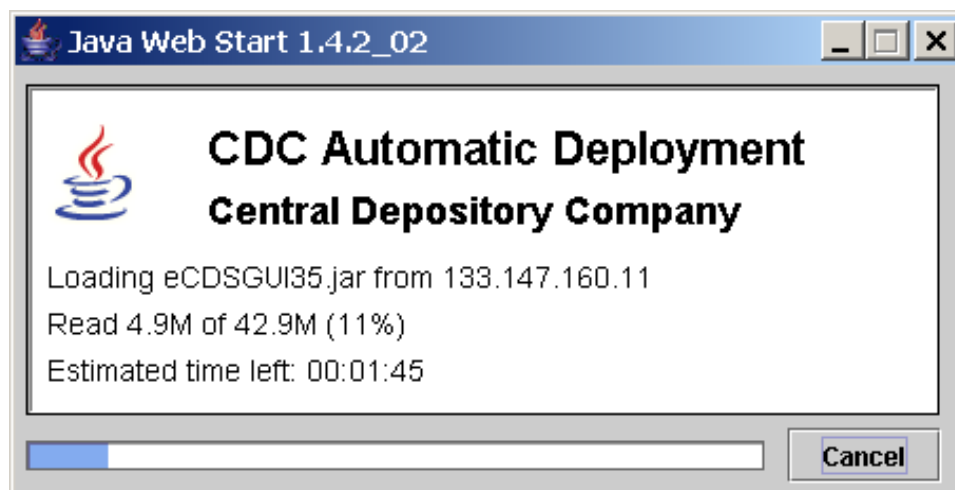 Java Web Start 1.4.2_02
CDC Automatic Deployment
Central Depository Company
Loading eCDSGUI35.jar from 133.147.160.11
Read 4.9M of 42.9M (11%)
Estimated time left: 00:01:45
Cancel